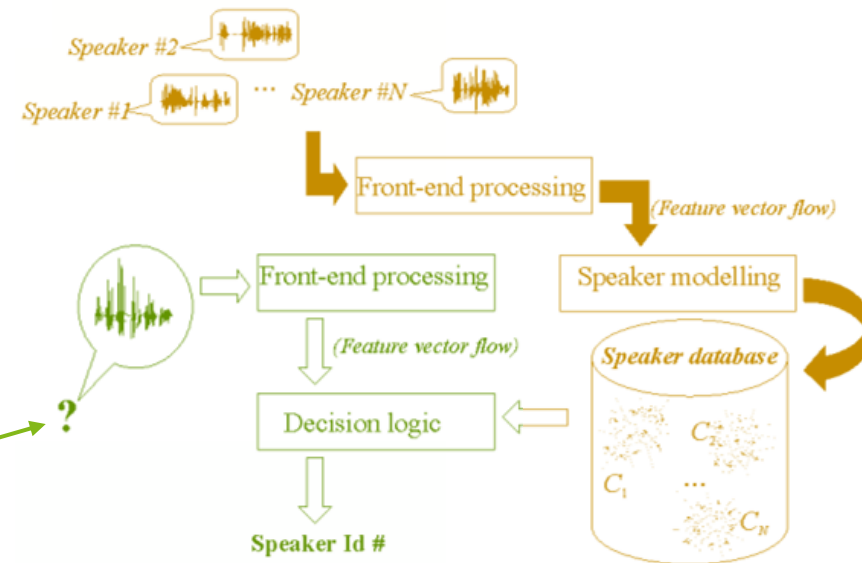 Speaker #2
Speaker #1
... Speaker #N
Front-end processing
(Feature vector flow)
Front-end processing
Speaker modelling
(Feature vector flow)
Speaker database
?
Decision logic
C₂
C₁
...
C_N
Speaker Id #